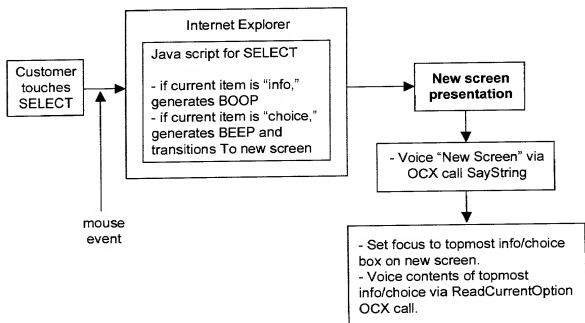 Internet Explorer
Customer
touches
SELECT
Java script for SELECT
- if current item is “info,”
generates BOOP
- if current item is “choice,”
generates BEEP and
transitions To new screen
mouse
event
New screen
presentation
- Voice “New Screen” via
OCX call SayString
- Set focus to topmost info/choice
box on new screen.
- Voice contents of topmost
info/choice via ReadCurrentOption
OCX call.